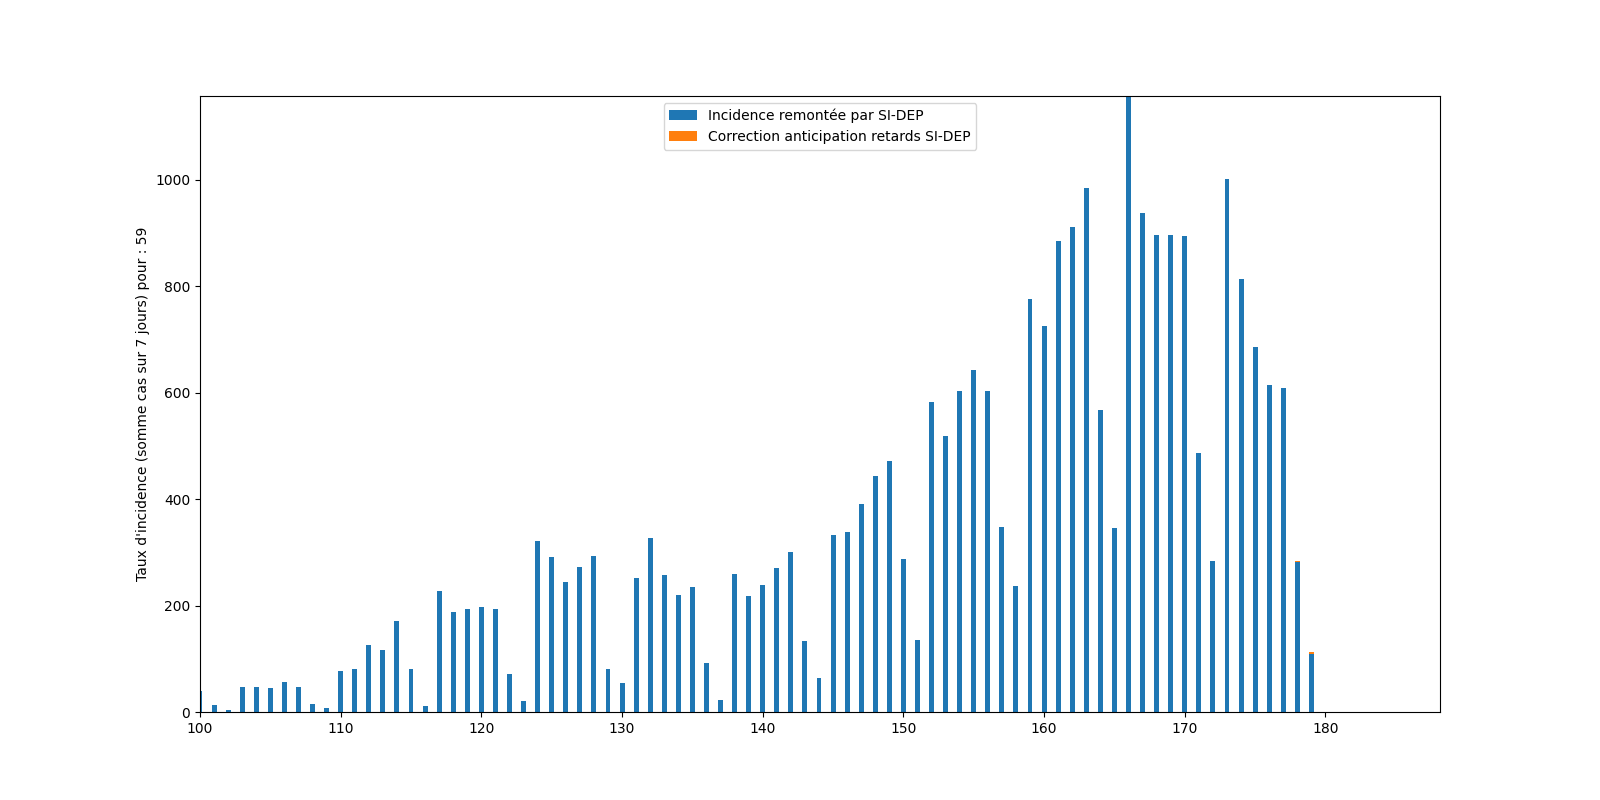 Incidence remontée par SI-DEP
Correction anticipation retards SI-DEP
Taux d'incidence (somme cas sur 7 jours) pour : 59
1000
800
600
400
200
0
100 110 120 130 140 150 160 170 180